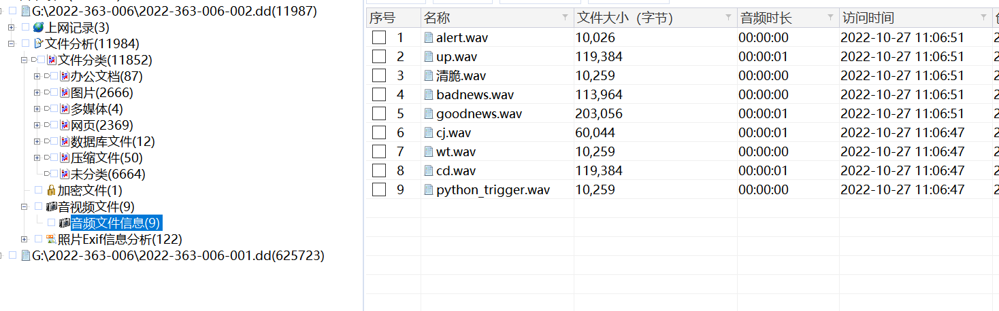 G:\2022-363-006\2022-363-006-002.dd(11987)
上网记录(3)
文件分析(11984)
文件分类(11852)
办公文档(87)
图片(2666)
多媒体(4)
网页(2369)
数据库文件(12)
压缩文件(50)
未分类(6664)
加密文件(1)
音视频文件(9)
音频文件信息(9)
照片Exif信息分析(122)
G:\2022-363-006\2022-363-006-001.dd(625723)
序号 名称 文件大小（字节） 音频时长 访问时间
1 alert.wav 10,026 00:00:00 2022-10-27 11:06:51
2 up.wav 119,384 00:00:01 2022-10-27 11:06:51
3 清脆.wav 10,259 00:00:00 2022-10-27 11:06:51
4 badnews.wav 113,964 00:00:00 2022-10-27 11:06:51
5 goodnews.wav 203,056 00:00:01 2022-10-27 11:06:51
6 cj.wav 60,044 00:00:01 2022-10-27 11:06:47
7 wt.wav 10,259 00:00:00 2022-10-27 11:06:47
8 cd.wav 119,384 00:00:01 2022-10-27 11:06:47
9 python_trigger.wav 10,259 00:00:00 2022-10-27 11:06:47